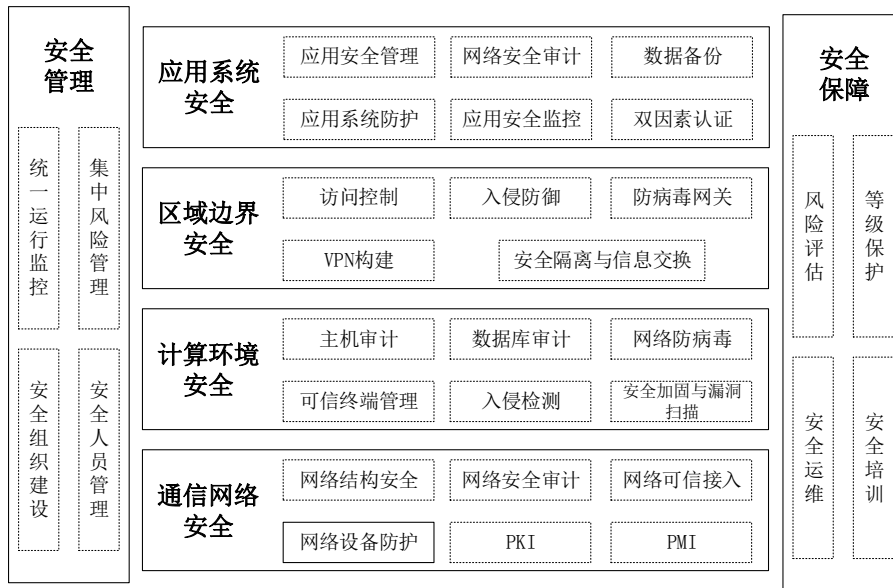 安全
管理
统一运行监控
集中风险管理
安全组织建设
安全人员管理
应用系统
安全
应用安全管理
网络安全审计
数据备份
应用系统防护
应用安全监控
双因素认证
区域边界
安全
访问控制
入侵防御
防病毒网关
VPN构建
安全隔离与信息交换
计算环境
安全
主机审计
数据库审计
网络防病毒
可信终端管理
入侵检测
安全加固与漏洞
扫描
通信网络
安全
网络结构安全
网络安全审计
网络可信接入
网络设备防护
PKI
PMI
安全
保障
风险评估
等级保护
安全运维
安全培训